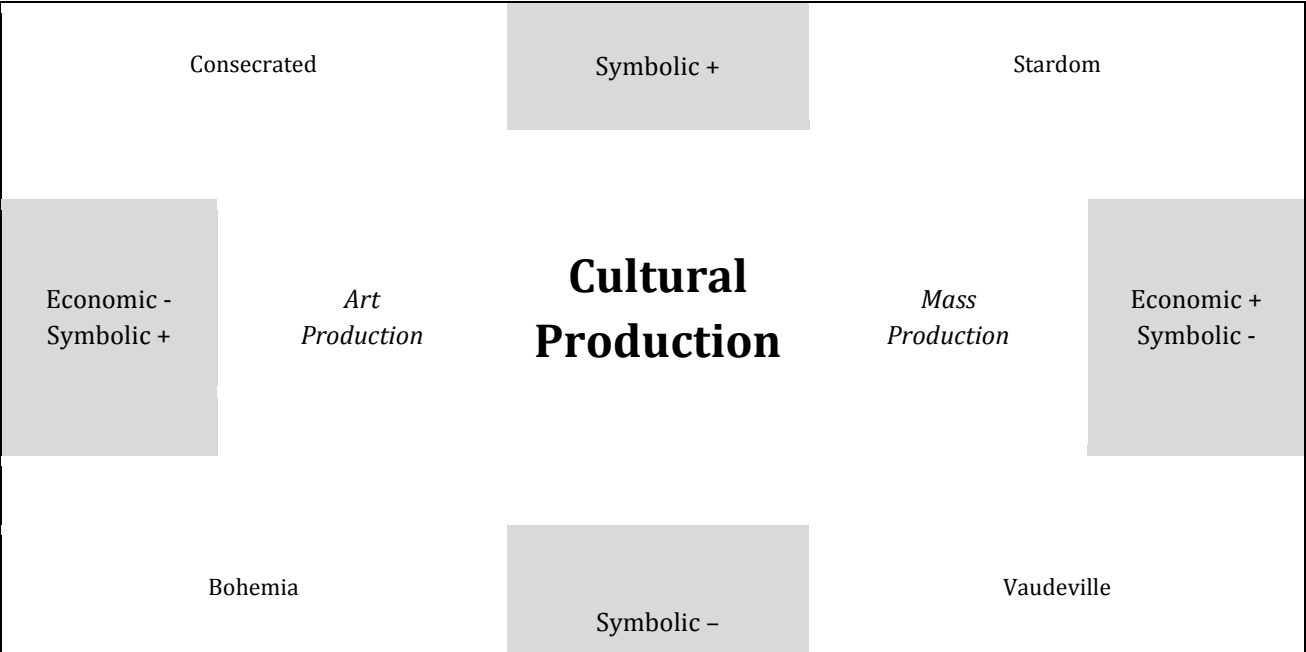 Consecrated
Symbolic +
Stardom
Economic -
Symbolic +
Art
Production
Cultural
Production
Mass
Production
Economic +
Symbolic -
Bohemia
Symbolic –
Vaudeville